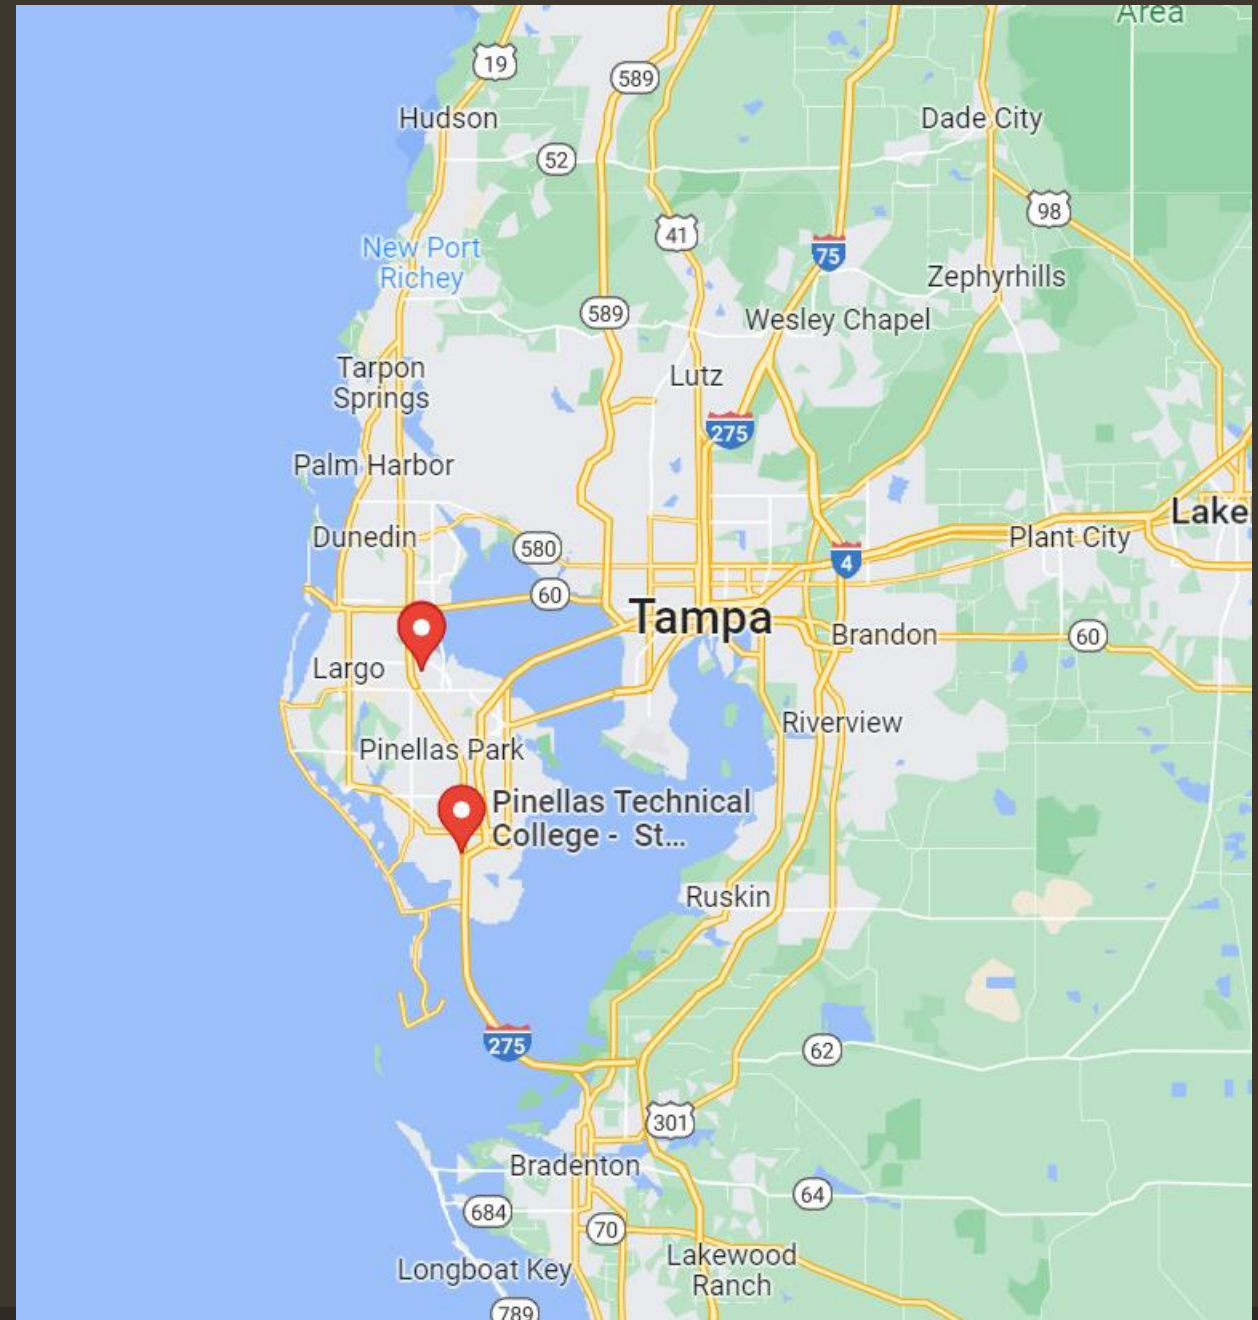 Area
19
589
Hudson
Dade City
52
98
41
New Port
Richey
75
Zephyrhills
589
Wesley Chapel
Tarpon
Springs
Lutz
275
Palm Harbor
Lake
Dunedin
580
Plant City
4
60
Tampa
Brandon
60
Largo
Riverview
Pinellas Park
Pinellas Technical
College - St...
Ruskin
275
62
301
Bradenton
64
684
70
Lakewood
Ranch
Longboat Key
789